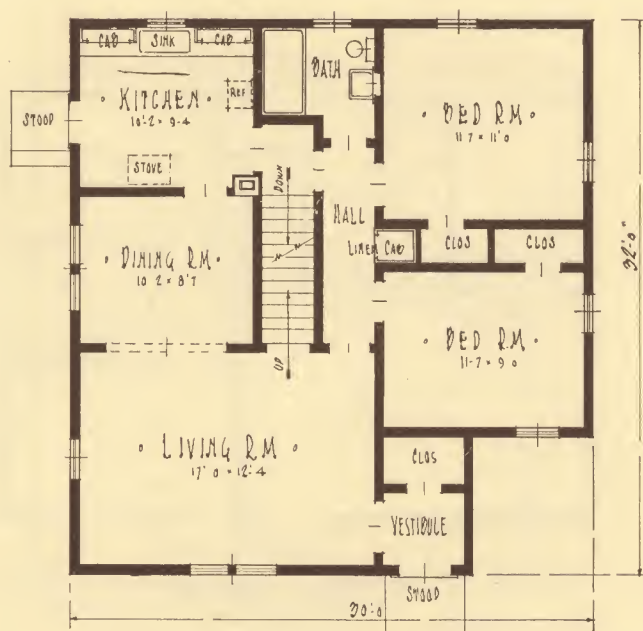 CAB
SINK
CAB
BATH
STOOP
· KITCHEN ·
10'-2 × 9-4
REF
STOVE
· BED RM ·
11-7 × 11'0
DOWN
HALL
LINEN CAB
CLOS
CLOS
32'-0"
· DINING RM ·
10-2 × 8'7
UP
· BED RM ·
11-7 × 9 0
· LIVING RM ·
17'0 × 12'-4
CLOS
VESTIBULE
STOOP
30'-0